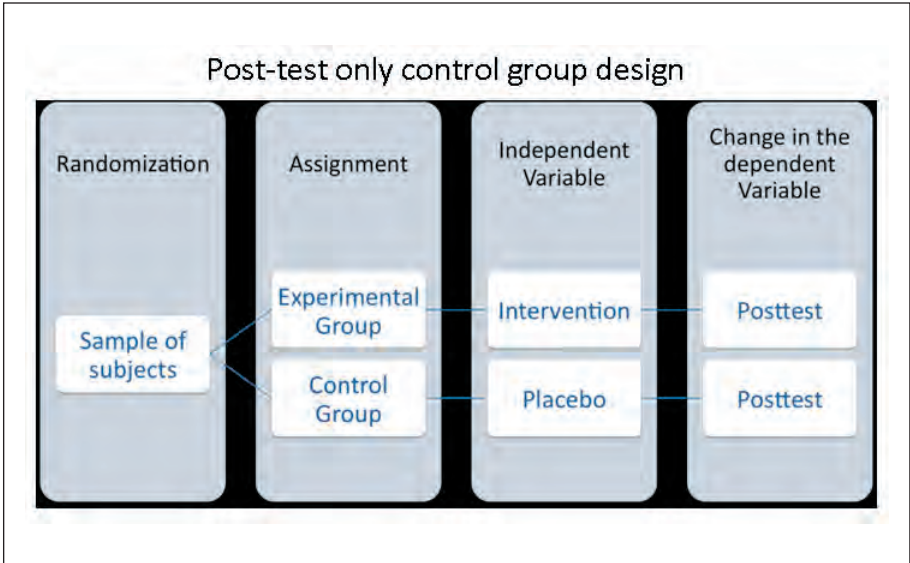 Post-test only control group design
Randomization
Assignment
Independent
Variable
Change in the
dependent
Variable
Sample of
subjects
Experimental
Group
Intervention
Posttest
Control
Group
Placebo
Posttest